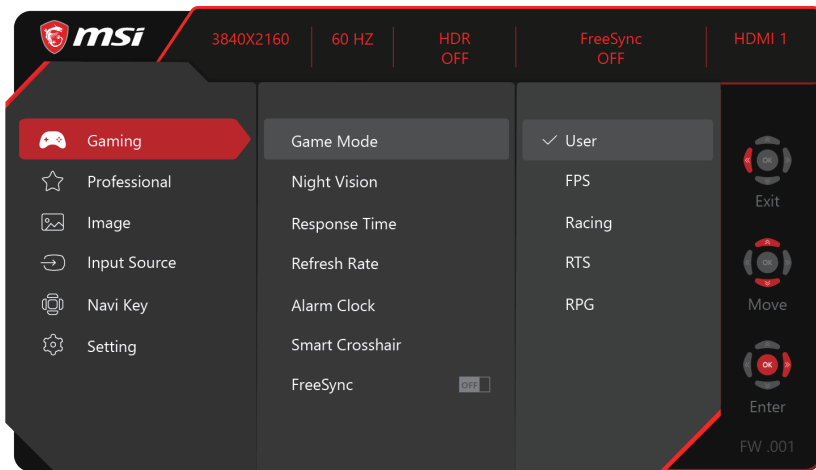 msi
3840X2160
60 HZ
HDR
OFF
FreeSync
OFF
HDMI 1
Gaming
Professional
Image
Input Source
Navi Key
Setting
Game Mode
Night Vision
Response Time
Refresh Rate
Alarm Clock
Smart Crosshair
FreeSync
OFF
User
FPS
Racing
RTS
RPG
OK
Exit
OK
Move
OK
Enter
FW .001